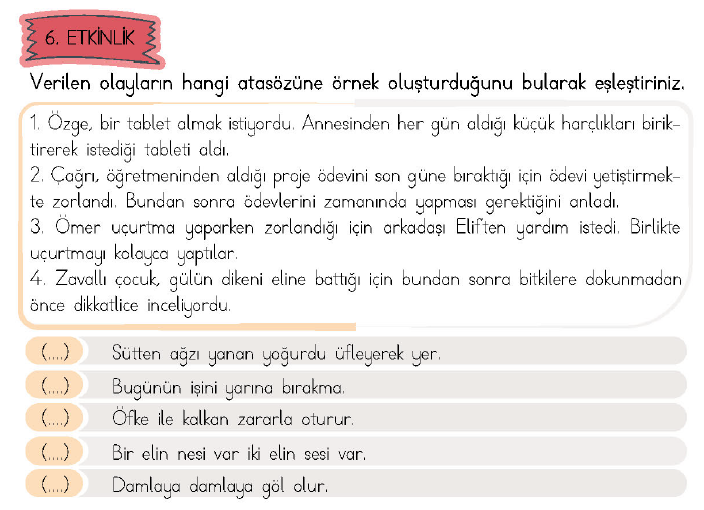 6. ETKİNLİK
Verilen olayların hangi atasözüne örnek oluşturduğunu bularak eşleştiriniz.
1. Özge, bir tablet almak istiyordu. Annesinden her gün aldığı küçük harçlıkları birik-
tirerek istediği tableti aldı.
2. Çağrı, öğretmeninden aldığı proje ödevini son güne bıraktığı için ödevi yetiştirmek-
te zorlandı. Bundan sonra ödevlerini zamanında yapması gerektiğini anladı.
3. Ömer uçurtma yaparken zorlandığı için arkadaşı Elif'ten yardım istedi. Birlikte
uçurtmayı kolayca yaptılar.
4. Zavallı çocuk, gülün dikeni eline battığı için bundan sonra bitkilere dokunmadan
önce dikkatlice inceliyordu.
(....) Sütten ağzı yanan yoğurdu üfleyerek yer.
(....) Bugünün işini yarına bırakma.
(....) Öfke ile kalkan zararla oturur.
(....) Bir elin nesi var iki elin sesi var.
(....) Damlaya damlaya göl olur.